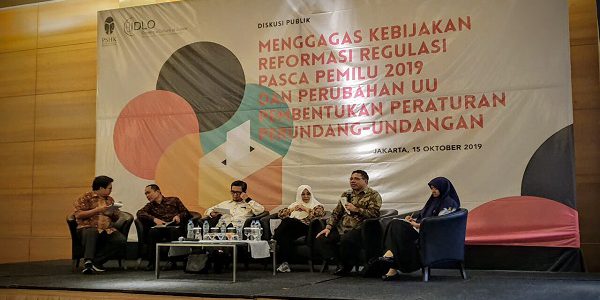 PSHK
IDLO
DISKUSI PUBLIK
MENGGAGAS KEBIJAKAN
REFORMASI REGULASI
PASCA PEMILU 2019
DAN PERUBAHAN UU
PEMBENTUKAN PERATURAN
PERUNDANG-UNDANGAN
JAKARTA, 15 OKTOBER 2019